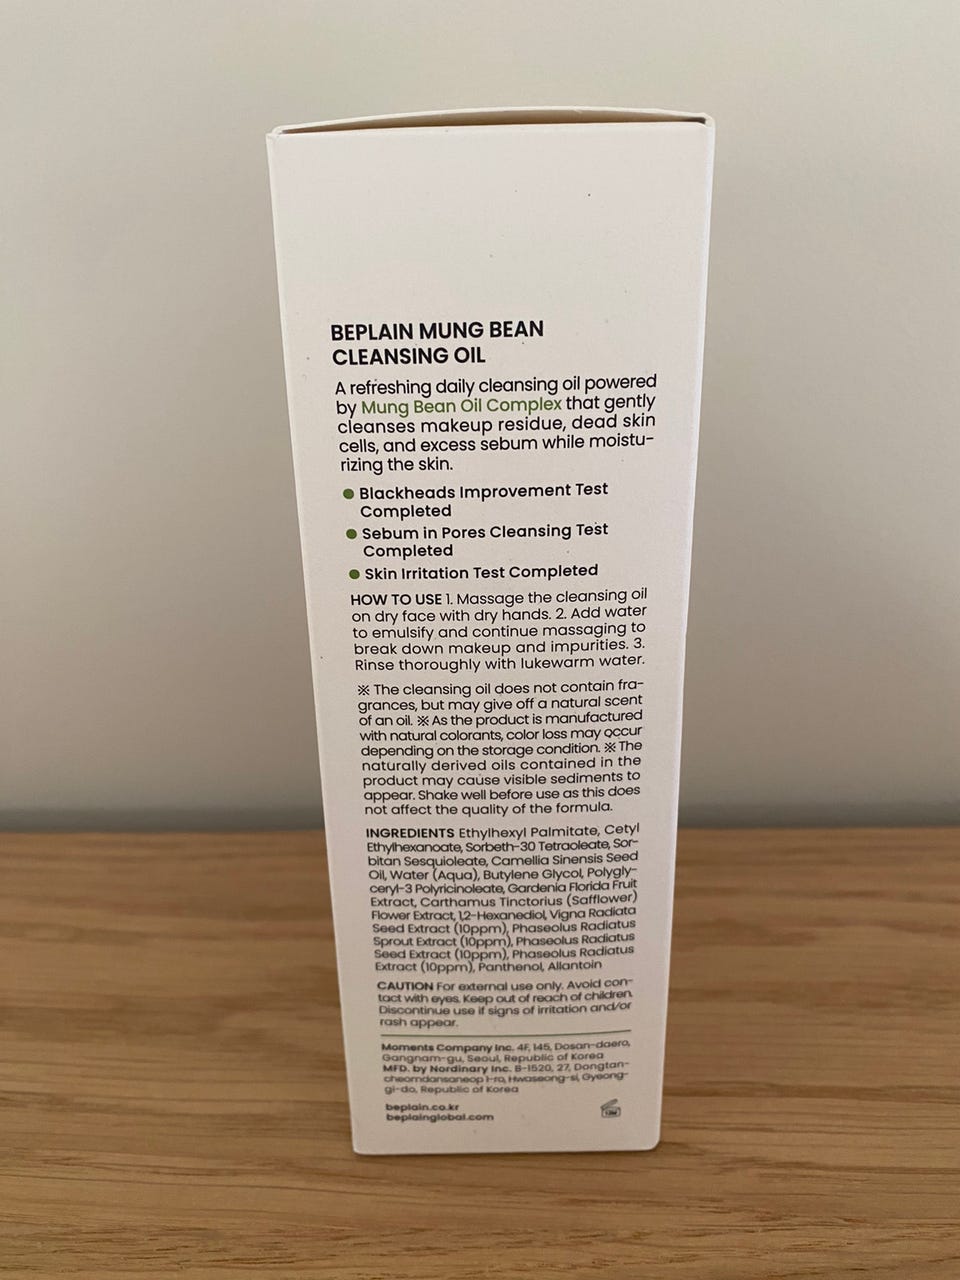 BEPLAIN MUNG BEAN
CLEANSING OIL
A refreshing daily cleansing oil powered
by Mung Bean Oil Complex that gently
cleanses makeup residue, dead skin
cells, and excess sebum while moistu-
rizing the skin.
● Blackheads Improvement Test
Completed
● Sebum in Pores Cleansing Test
Completed
● Skin Irritation Test Completed
HOW TO USE 1. Massage the cleansing oil
on dry face with dry hands. 2. Add water
to emulsify and continue massaging to
break down makeup and impurities. 3.
Rinse thoroughly with lukewarm water.
※ The cleansing oil does not contain fra-
grances, but may give off a natural scent
of an oil. ※ As the product is manufactured
with natural colorants, color loss may occur
depending on the storage condition. ※ The
naturally derived oils contained in the
product may cause visible sediments to
appear. Shake well before use as this does
not affect the quality of the formula.
INGREDIENTS Ethylhexyl Palmitate, Cetyl
Ethylhexanoate, Sorbeth-30 Tetraoleate, Sor-
bitan Sesquioleate, Camellia Sinensis Seed
Oil, Water (Aqua), Butylene Glycol, Polygly-
ceryl-3 Polyricinoleate, Gardenia Florida Fruit
Extract, Carthamus Tinctorius (Safflower)
Flower Extract, 1,2-Hexanediol, Vigna Radiata
Seed Extract (10ppm), Phaseolus Radiatus
Sprout Extract (10ppm), Phaseolus Radiatus
Seed Extract (10ppm), Phaseolus Radiatus
Extract (10ppm), Panthenol, Allantoin
CAUTION For external use only. Avoid con-
tact with eyes. Keep out of reach of children.
Discontinue use if signs of irritation and/or
rash appear.
Moments Company Inc. 4F, 145, Dosan-daero,
Gangnam-gu, Seoul, Republic of Korea
MFD. by Nordinary Inc. B-1520, 27, Dongtan-
cheomdansaneop 1-ro, Hwaseong-si, Gyeong-
gi-do, Republic of Korea
beplain.co.kr
beplainglobal.com
12M